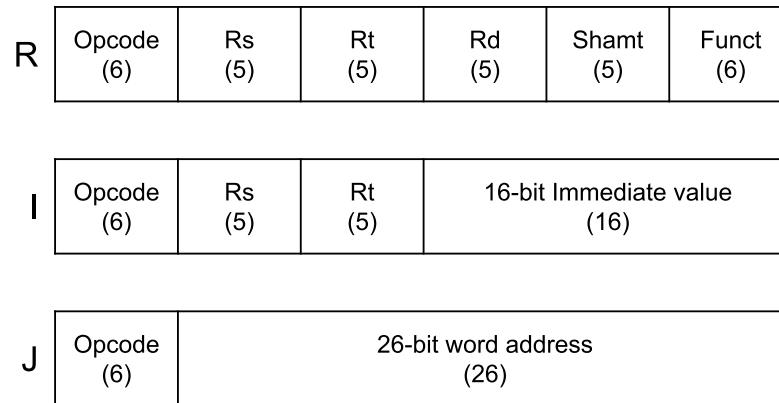 R
Opcode Rs Rt Rd Shamt Funct
(6) (5) (5) (5) (5) (6)
I
Opcode Rs Rt 16-bit Immediate value
(6) (5) (5) (16)
J
Opcode 26-bit word address
(6) (26)